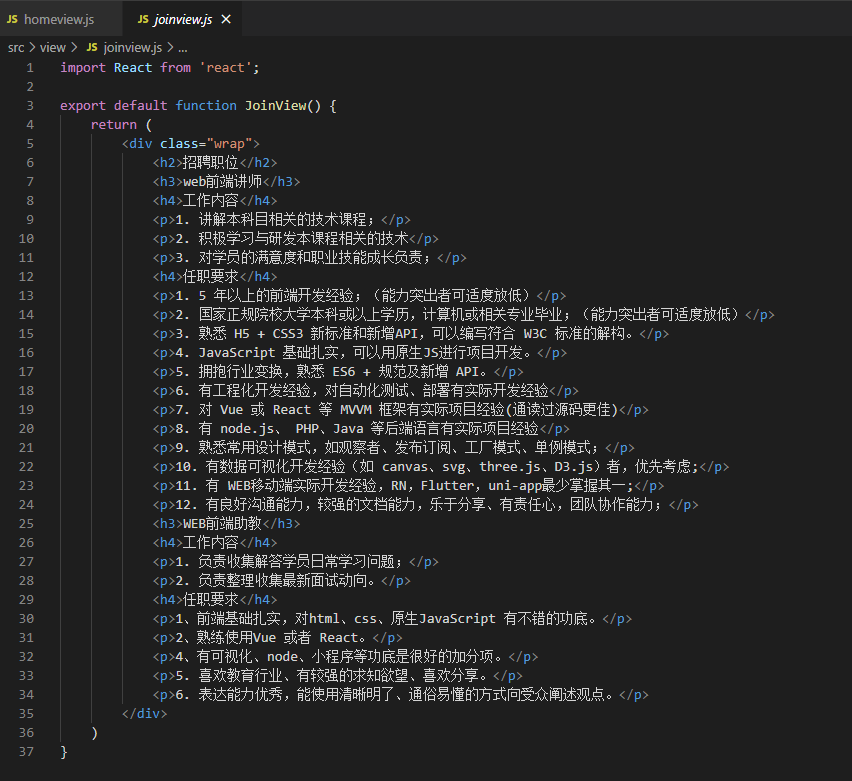 JS homeview.js JS joinview.js ×
src > view > JS joinview.js > ...
1 import React from 'react';
2
3 export default function JoinView() {
4 return (
5 <div class="wrap">
6 <h2>招聘职位</h2>
7 <h3>web前端讲师</h3>
8 <h4>工作内容</h4>
9 <p>1. 讲解本科目相关的技术课程；</p>
10 <p>2. 积极学习与研发本课程相关的技术</p>
11 <p>3. 对学员的满意度和职业技能成长负责；</p>
12 <h4>任职要求</h4>
13 <p>1. 5 年以上的前端开发经验；（能力突出者可适度放低）</p>
14 <p>2. 国家正规院校大学本科或以上学历，计算机或相关专业毕业；（能力突出者可适度放低）</p>
15 <p>3. 熟悉 H5 + CSS3 新标准和新增API，可以编写符合 W3C 标准的解构。</p>
16 <p>4. JavaScript 基础扎实，可以用原生JS进行项目开发。</p>
17 <p>5. 拥抱行业变换，熟悉 ES6 + 规范及新增 API。</p>
18 <p>6. 有工程化开发经验，对自动化测试、部署有实际开发经验</p>
19 <p>7. 对 Vue 或 React 等 MVVM 框架有实际项目经验(通读过源码更佳)</p>
20 <p>8. 有 node.js、 PHP、Java 等后端语言有实际项目经验</p>
21 <p>9. 熟悉常用设计模式，如观察者、发布订阅、工厂模式、单例模式；</p>
22 <p>10. 有数据可视化开发经验（如 canvas、svg、three.js、D3.js）者，优先考虑;</p>
23 <p>11. 有 WEB移动端实际开发经验，RN，Flutter，uni-app最少掌握其一;</p>
24 <p>12. 有良好沟通能力，较强的文档能力，乐于分享、有责任心，团队协作能力；</p>
25 <h3>WEB前端助教</h3>
26 <h4>工作内容</h4>
27 <p>1. 负责收集解答学员日常学习问题；</p>
28 <p>2. 负责整理收集最新面试动向。</p>
29 <h4>任职要求</h4>
30 <p>1、前端基础扎实，对html、css、原生JavaScript 有不错的功底。</p>
31 <p>2、熟练使用Vue 或者 React。</p>
32 <p>4、有可视化、node、小程序等功底是很好的加分项。</p>
33 <p>5. 喜欢教育行业、有较强的求知欲望、喜欢分享。</p>
34 <p>6. 表达能力优秀，能使用清晰明了、通俗易懂的方式向受众阐述观点。</p>
35 </div>
36 )
37 }